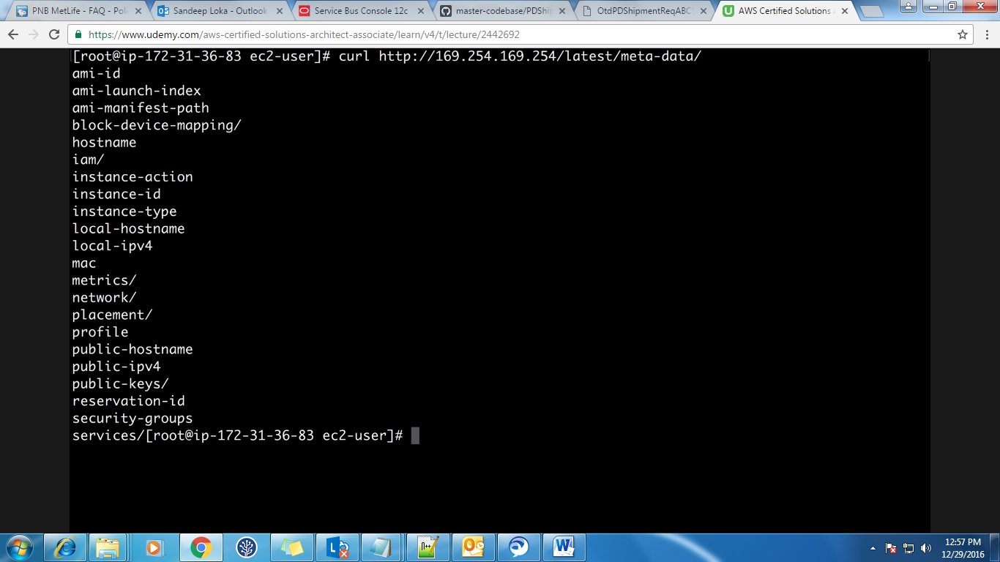 PNB MetLife - FAQ - Poli
Sandeep Loka - Outlook
Service Bus Console 12c
master-codebase/PDShip
OtdPDShipmentReqABCS
AWS Certified Solutions A
https://www.udemy.com/aws-certified-solutions-architect-associate/learn/v4/t/lecture/2442692
[root@ip-172-31-36-83 ec2-user]# curl http://169.254.169.254/latest/meta-data/
ami-id
ami-launch-index
ami-manifest-path
block-device-mapping/
hostname
iam/
instance-action
instance-id
instance-type
local-hostname
local-ipv4
mac
metrics/
network/
placement/
profile
public-hostname
public-ipv4
public-keys/
reservation-id
security-groups
services/[root@ip-172-31-36-83 ec2-user]#
12:57 PM
12/29/2016